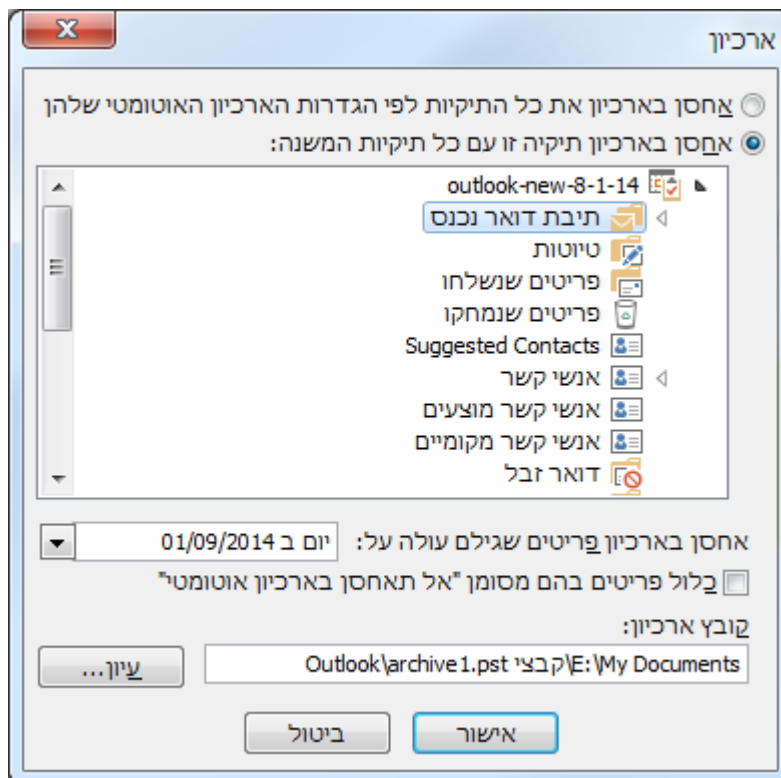 ארכיון
אחסן בארכיון את כל התיקיות לפי הגדרות הארכיון האוטומטי שלהן
אחסן בארכיון תיקיה זו עם כל תיקיות המשנה:
outlook-new-8-1-14
תיבת דואר נכנס
טיוטות
פריטים שנשלחו
פריטים שנמחקו
Suggested Contacts
אנשי קשר
אנשי קשר מוצעים
אנשי קשר מקומיים
דואר זבל
אחסן בארכיון פריטים שגילם עולה על: יום ב 01/09/2014
כלול פריטים בהם מסומן "אל תאחסן בארכיון אוטומטי"
קובץ ארכיון:
E:\My Documents\קבצי Outlook\archive1.pst עיון...
אישור ביטול